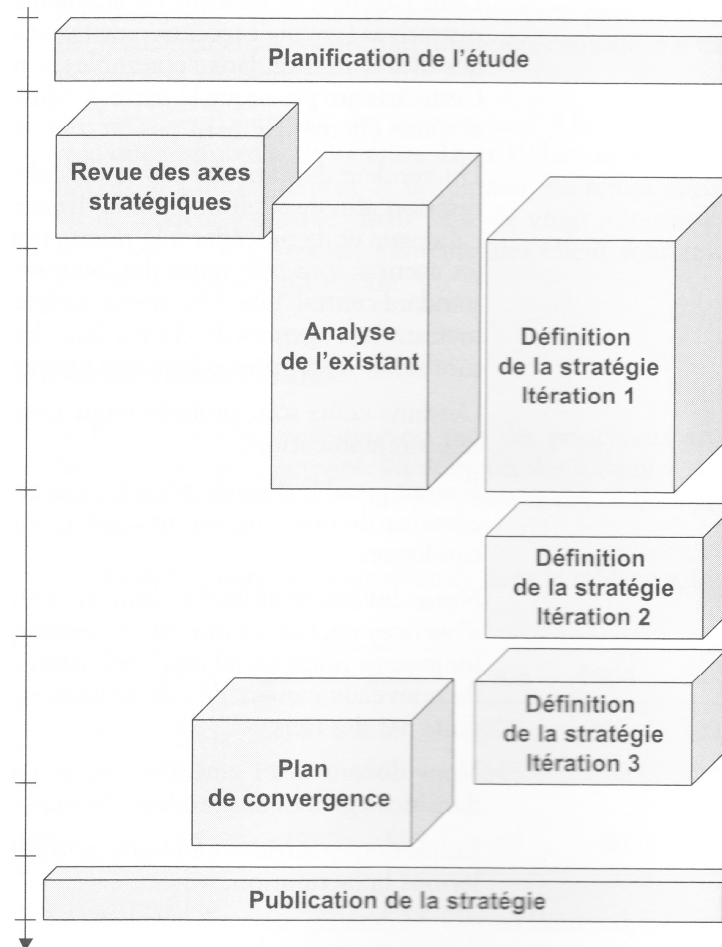 Planification de l’étude
Revue des axes
stratégiques
Analyse
de l’existant
Définition
de la stratégie
Itération 1
Définition
de la stratégie
Itération 2
Définition
de la stratégie
Itération 3
Plan
de convergence
Publication de la stratégie